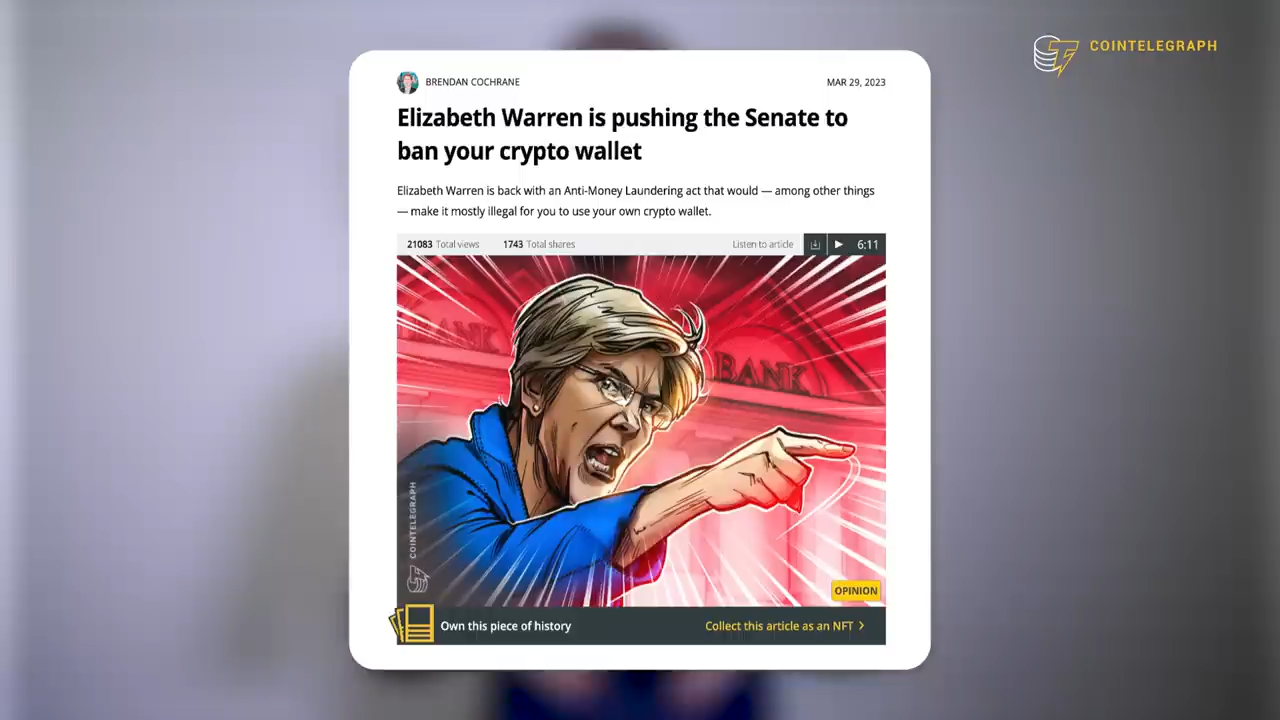 COINTELEGRAPH
BRENDAN COCHRANE
MAR 29, 2023
Elizabeth Warren is pushing the Senate to
ban your crypto wallet
Elizabeth Warren is back with an Anti-Money Laundering act that would — among other things
— make it mostly illegal for you to use your own crypto wallet.
21083 Total views 1743 Total shares Listen to article 6:11
BANK
BANK
COINTELEGRAPH
OPINION
Own this piece of history
Collect this article as an NFT